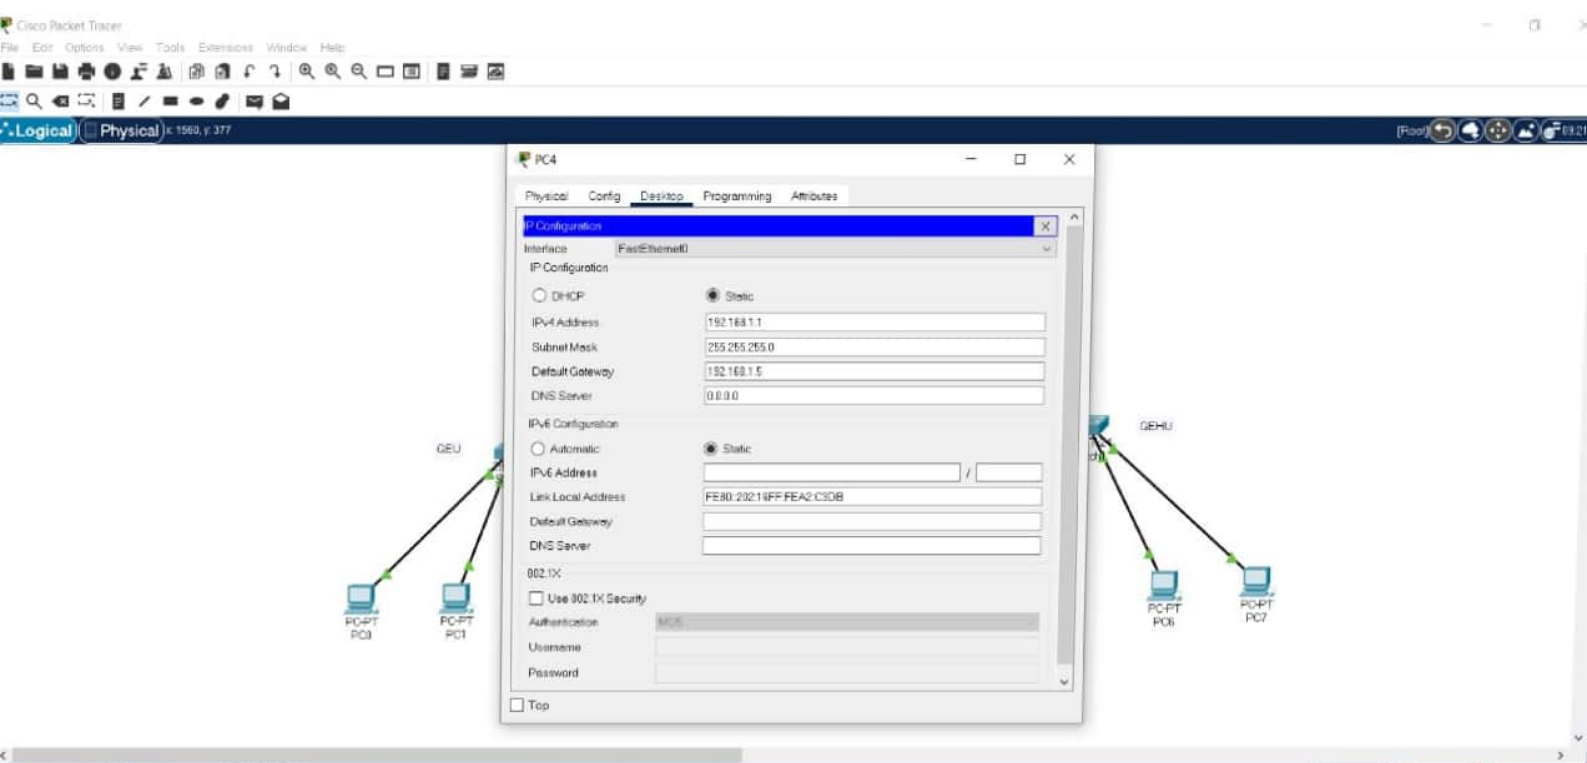 Cisco Packet Tracer
File Edit Options View Tools Extensions Window Help
Logical Physical x: 1560, y: 377
[Root]
PC4
Physical Config Desktop Programming Attributes
IP Configuration
Interface FastEthernet0
IP Configuration
DHCP Static
IPv4 Address 192.168.1.1
Subnet Mask 255.255.255.0
Default Gateway 192.168.1.5
DNS Server 0.0.0.0
IPv6 Configuration
Automatic Static
IPv6 Address /
Link Local Address FE80::202:16FF:FEA2:C3DB
Default Gateway
DNS Server
802.1X
Use 802.1X Security
Authentication MD5
Username
Password
Top
GEU
GEHU
PC-PT
PC0
PC-PT
PC1
PC-PT
PC6
PC-PT
PC7